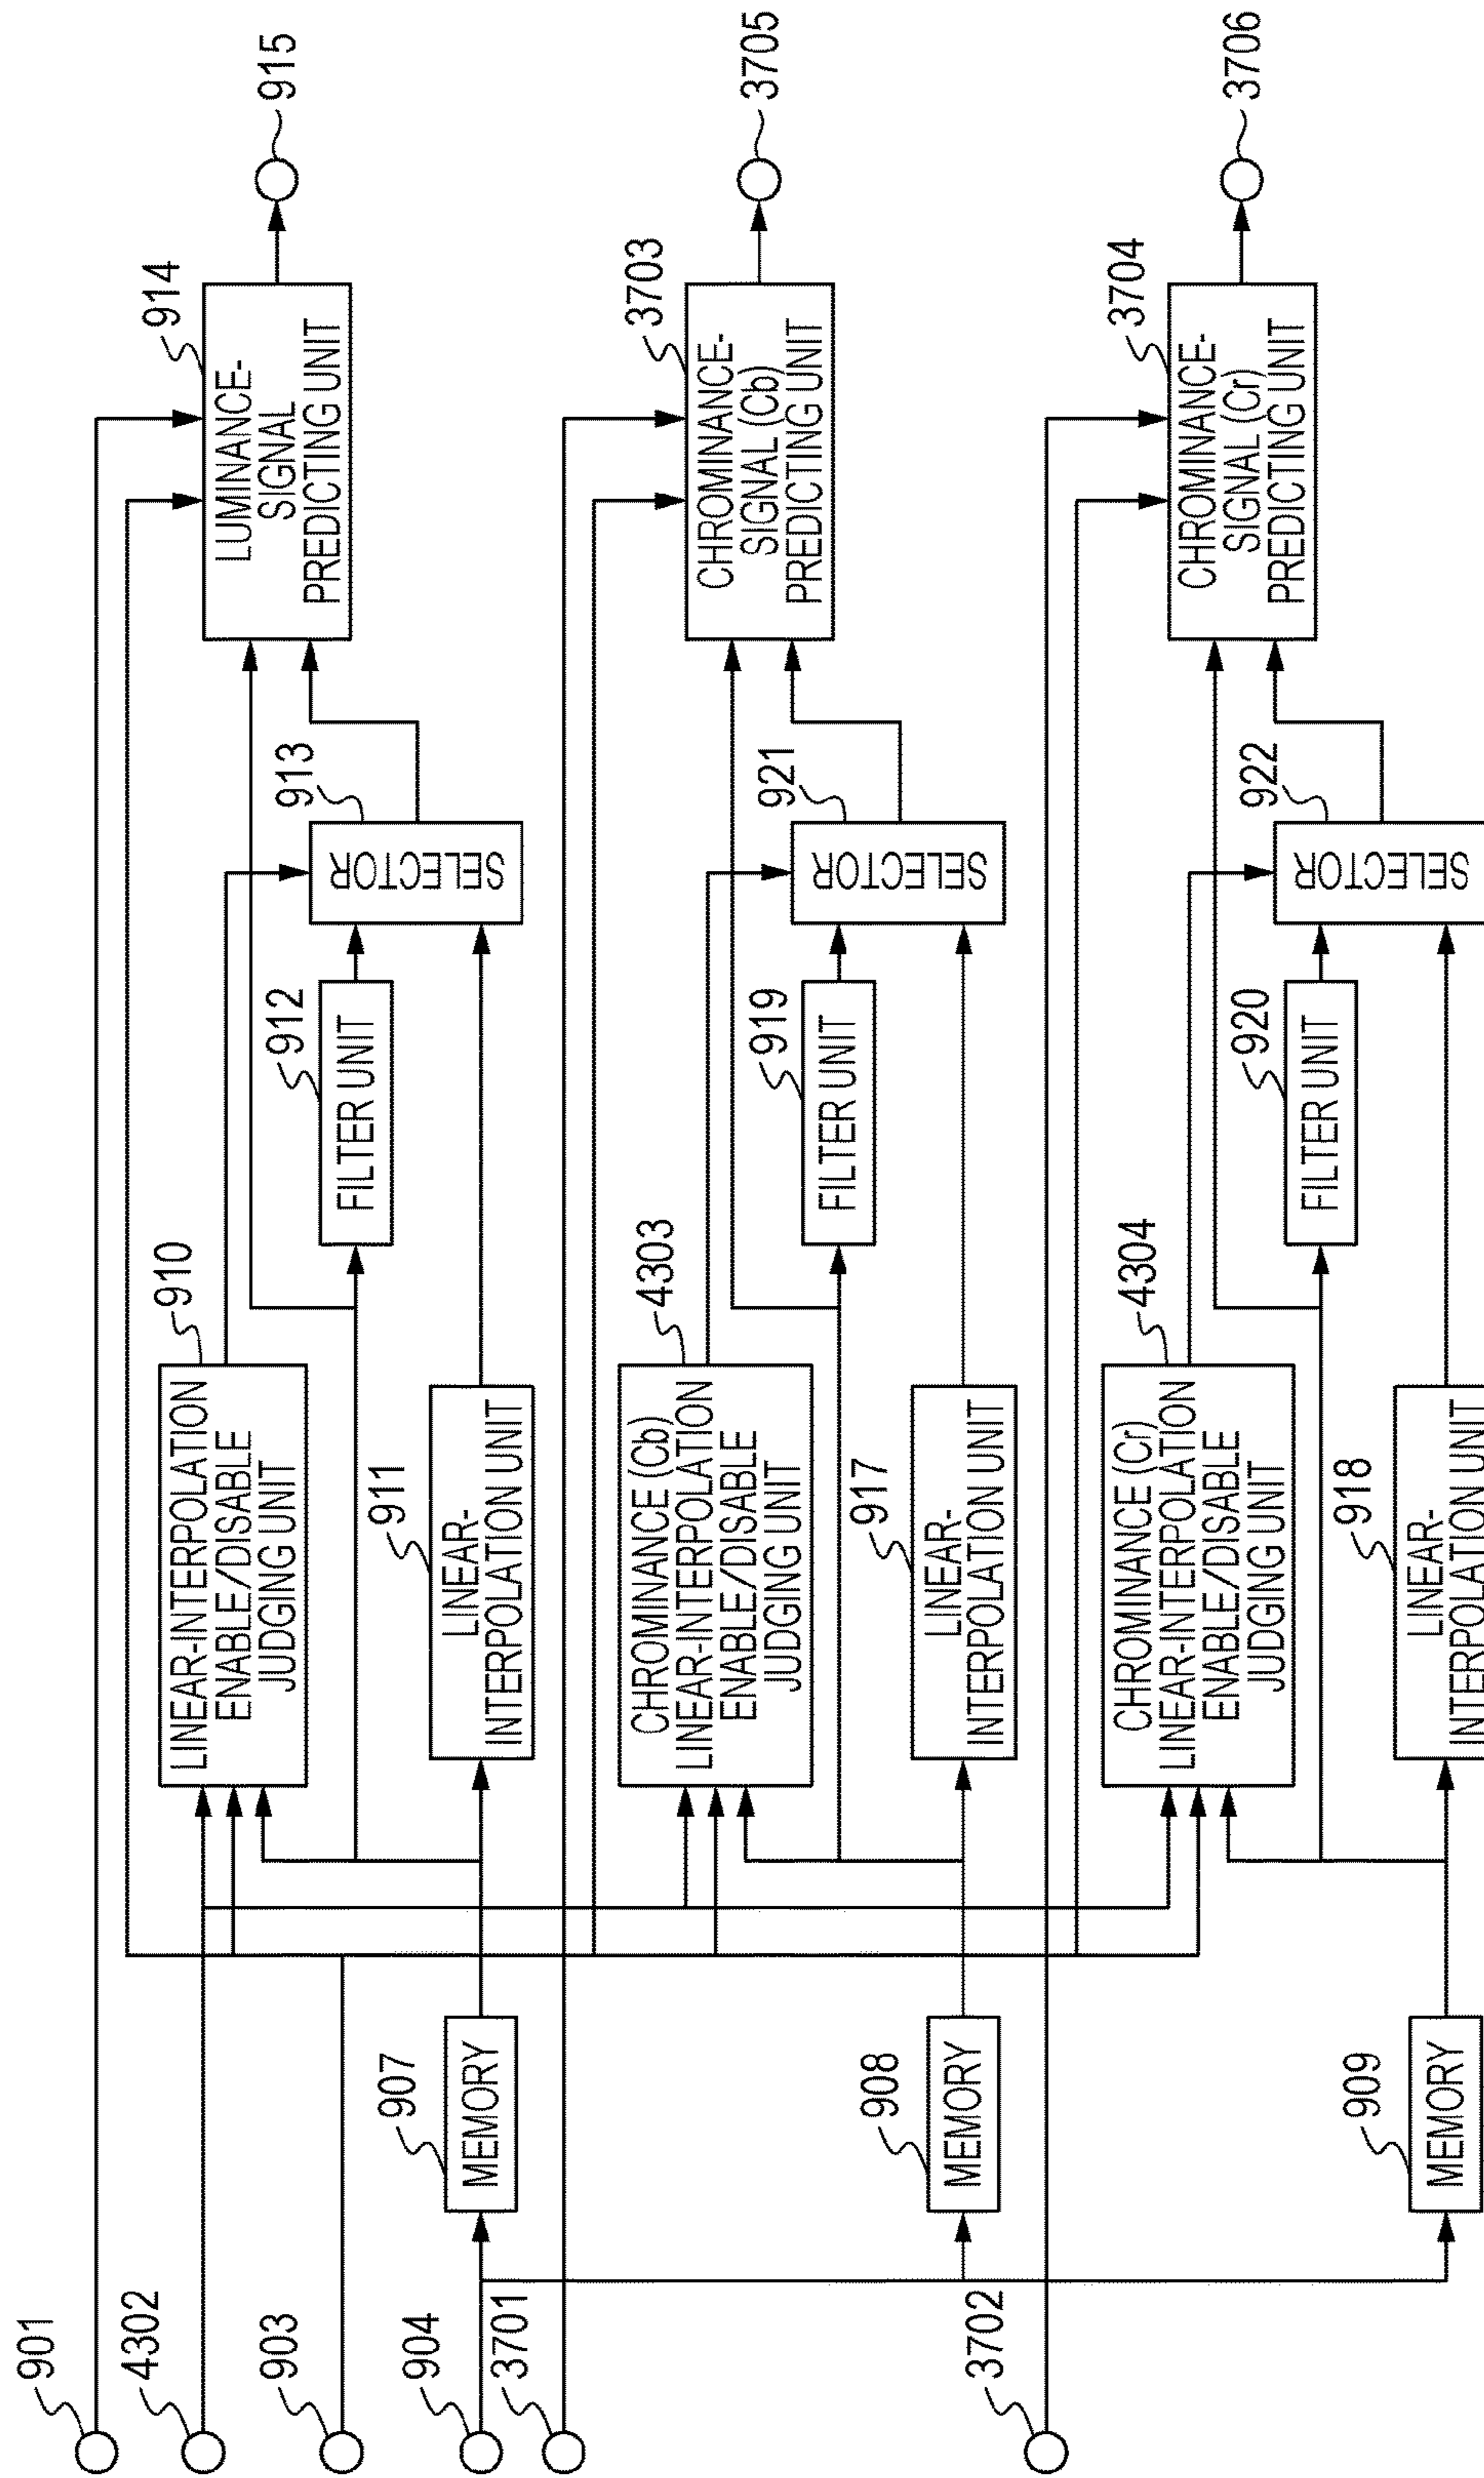 901
4302
903
904
3701
3702
907
MEMORY
908
MEMORY
909
MEMORY
910
LINEAR-INTERPOLATION
ENABLE/DISABLE
JUDGING UNIT
911
LINEAR-
INTERPOLATION UNIT
912
FILTER UNIT
913
SELECTOR
914
LUMINANCE-
SIGNAL
PREDICTING UNIT
915
4303
CHROMINANCE (Cb)
LINEAR-INTERPOLATION
ENABLE/DISABLE
JUDGING UNIT
917
LINEAR-
INTERPOLATION UNIT
919
FILTER UNIT
921
SELECTOR
3703
CHROMINANCE-
SIGNAL (Cb)
PREDICTING UNIT
3705
4304
CHROMINANCE (Cr)
LINEAR-INTERPOLATION
ENABLE/DISABLE
JUDGING UNIT
918
LINEAR-
INTERPOLATION UNIT
920
FILTER UNIT
922
SELECTOR
3704
CHROMINANCE-
SIGNAL (Cr)
PREDICTING UNIT
3706